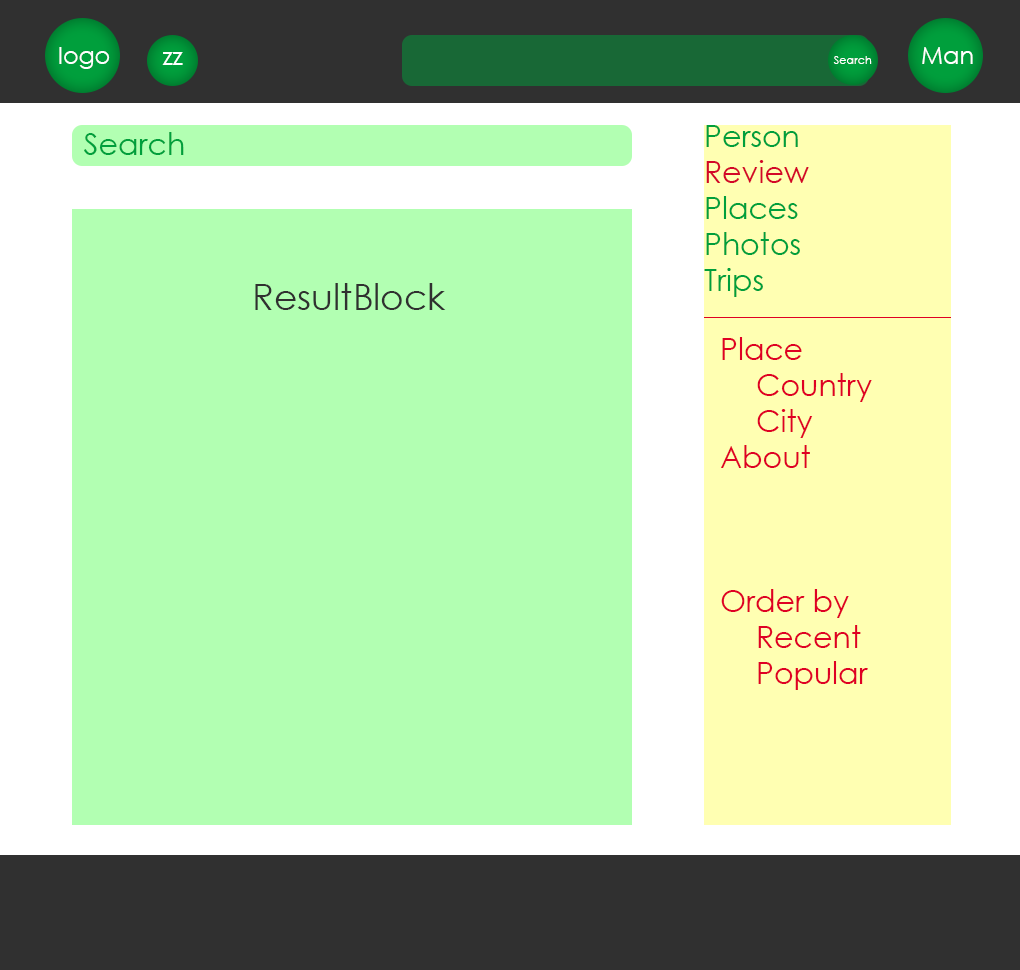 logo
zz
Search
Man
Search
ResultBlock
Person
Review
Places
Photos
Trips
Place
Country
City
About
Order by
Recent
Popular